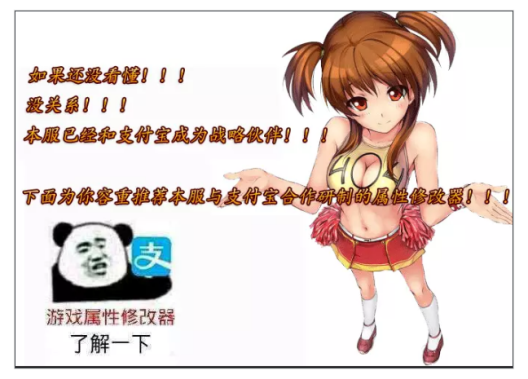 如果还没看懂!!!
没关系!!!
本服已经和支付宝成为战略伙伴!!!
下面为你容重推荐本服与支付宝合作研制的属性修改器!!!
支
游戏属性修改器
了解一下